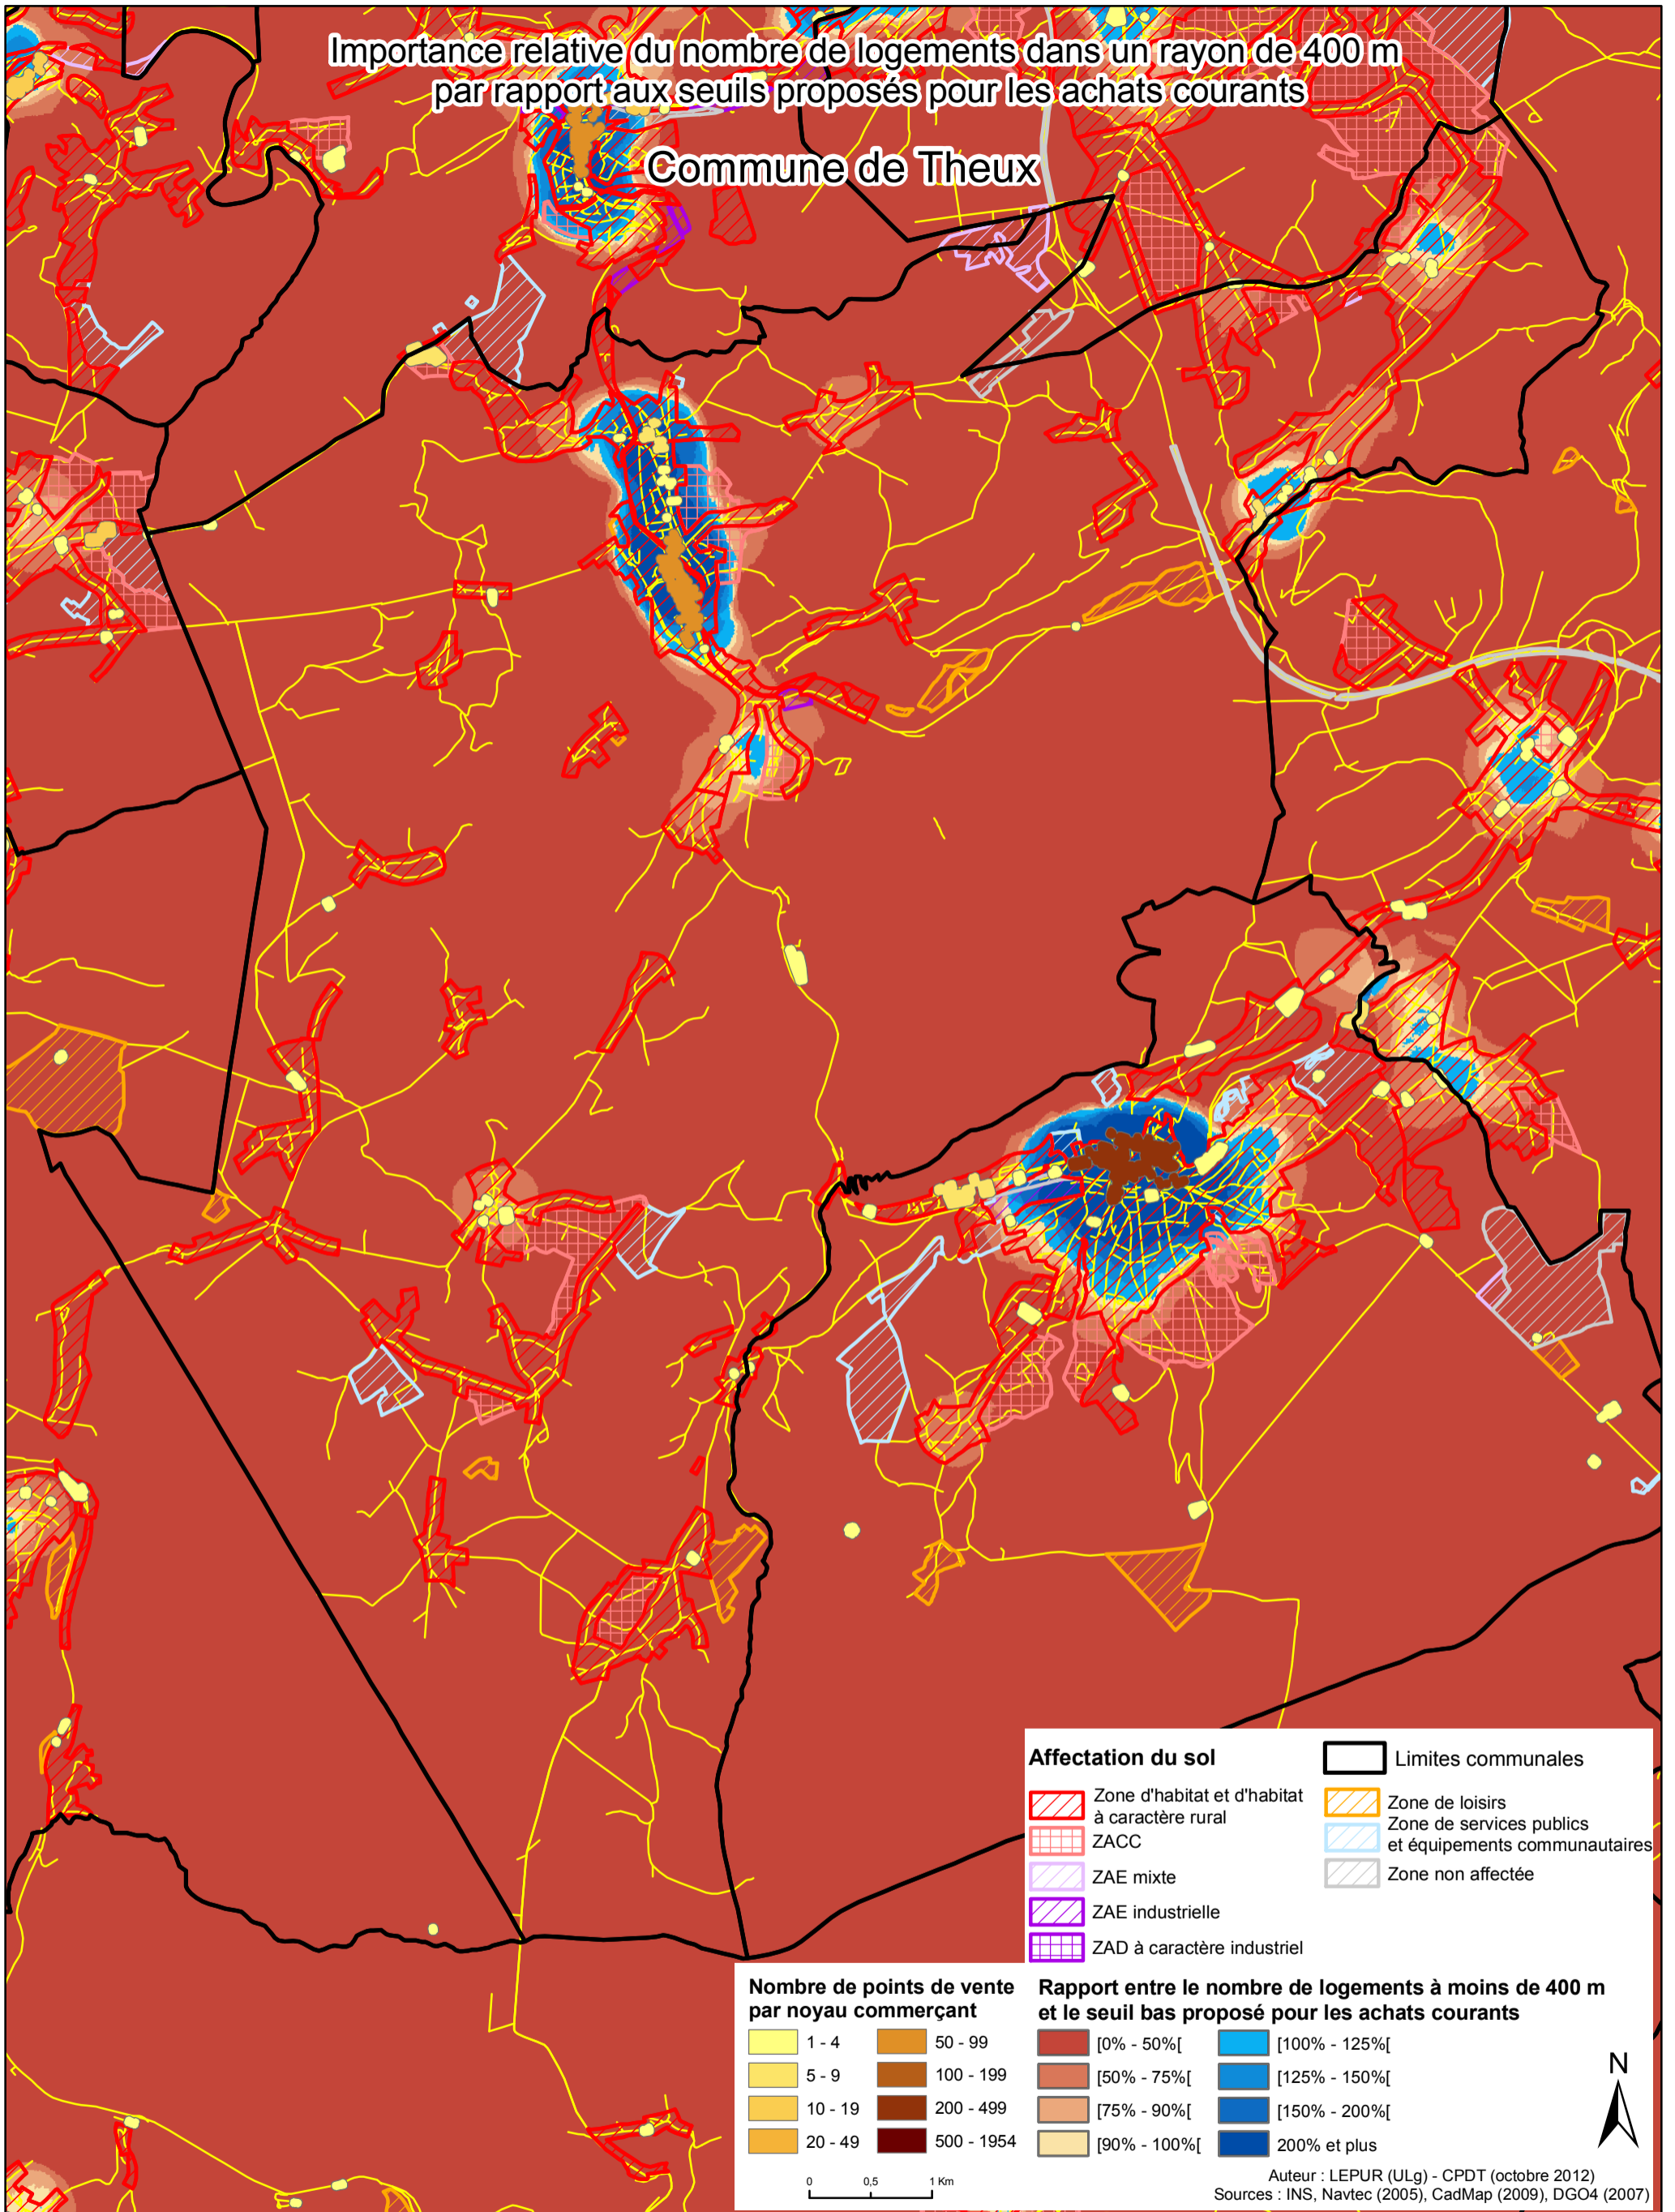 Importance relative du nombre de logements dans un rayon de 400 m
par rapport aux seuils proposés pour les achats courants
Commune de Theux
Affectation du sol
Zone d'habitat et d'habitat
à caractère rural
ZACC
ZAE mixte
ZAE industrielle
ZAD à caractère industriel
Limites communales
Zone de loisirs
Zone de services publics
et équipements communautaires
Zone non affectée
Nombre de points de vente
par noyau commerçant
1 - 4
5 - 9
10 - 19
20 - 49
50 - 99
100 - 199
200 - 499
500 - 1954
Rapport entre le nombre de logements à moins de 400 m
et le seuil bas proposé pour les achats courants
[0% - 50%[
[50% - 75%[
[75% - 90%[
[90% - 100%[
[100% - 125%[
[125% - 150%[
[150% - 200%[
200% et plus
N
0 0,5 1 Km
Auteur : LEPUR (ULg) - CPDT (octobre 2012)
Sources : INS, Navtec (2005), CadMap (2009), DGO4 (2007)